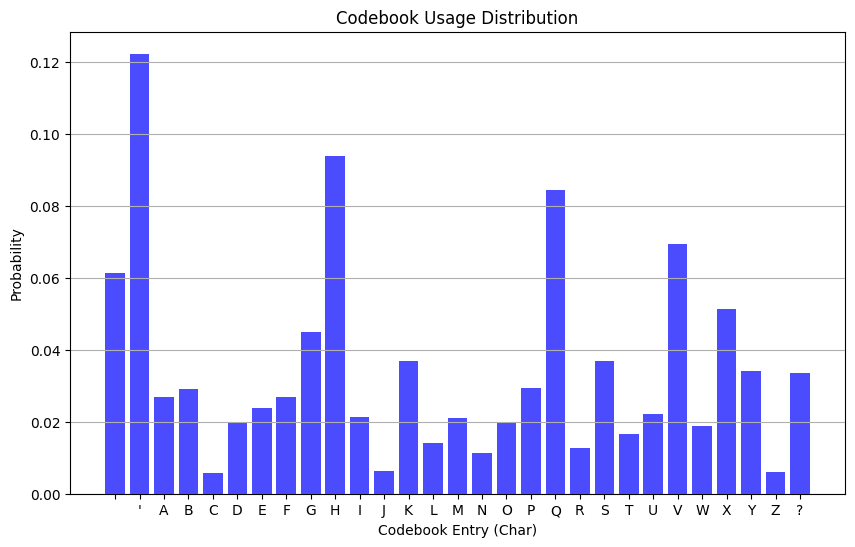 Codebook Usage Distribution
Probability
0.12
0.10
0.08
0.06
0.04
0.02
0.00
' A B C D E F G H I J K L M N O P Q R S T U V W X Y Z ?
Codebook Entry (Char)